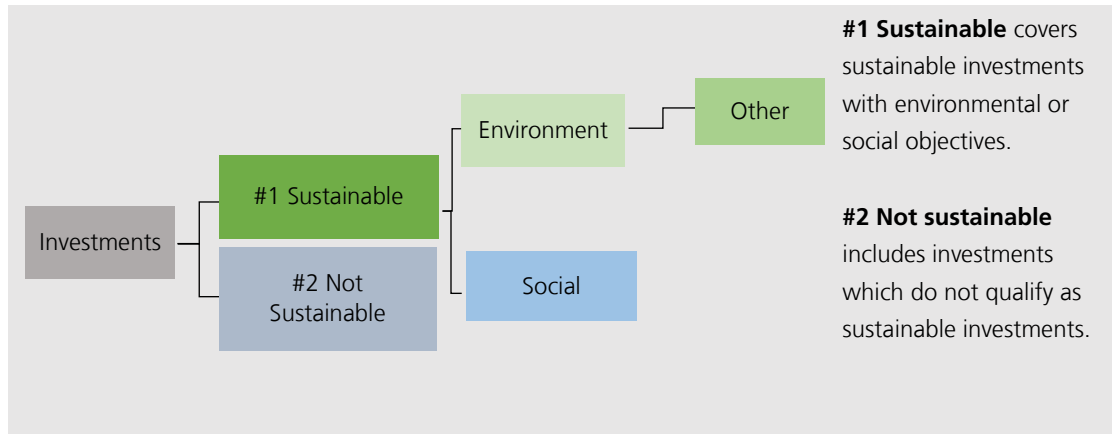 Investments
#1 Sustainable
#2 Not
Sustainable
Environment
Social
Other
#1 Sustainable covers
sustainable investments
with environmental or
social objectives.
#2 Not sustainable
includes investments
which do not qualify as
sustainable investments.